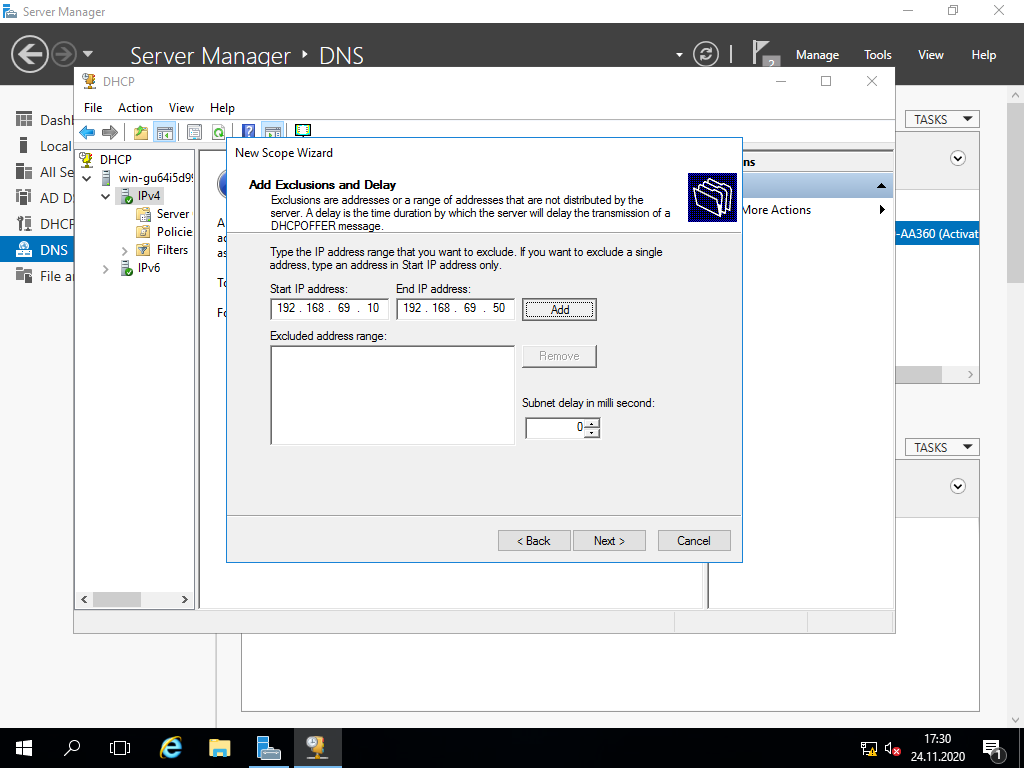 Server Manager
Server Manager • DNS
2
Manage
Tools
View
Help
DHCP
File
Action
View
Help
TASKS
Local
All Se
AD D
DHCP
DNS
File a
DHCP
win-gu64i5d9
IPv4
Server
Policie
Filters
IPv6
New Scope Wizard
Add Exclusions and Delay
Exclusions are addresses or a range of addresses that are not distributed by the
server. A delay is the time duration by which the server will delay the transmission of a
DHCPOFFER message.
Type the IP address range that you want to exclude. If you want to exclude a single
address, type an address in Start IP address only.
Start IP address:
End IP address:
192 . 168 . 69 . 10
192 . 168 . 69 . 50
Add
Excluded address range:
Remove
Subnet delay in milli second:
0
< Back
Next >
Cancel
ns
More Actions
-AA360 (Activat
TASKS
17:30
24.11.2020
1